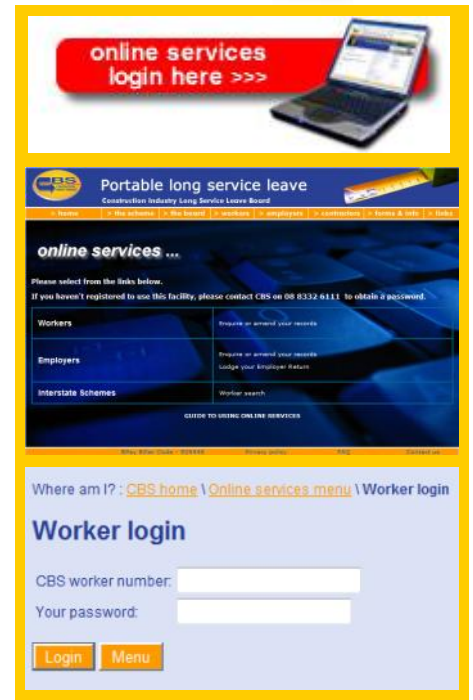 online services
login here >>>
CBS
Portable long service leave
Construction Industry Long Service Leave Board
> home > the scheme > the board > workers > employers > contractors > forms & info > links
online services ...
Please select from the links below.
If you haven't registered to use this facility, please contact CBS on 08 8332 6111 to obtain a password.
Workers
Enquire or amend your records
Employers
Enquire or amend your records
Lodge your Employer Return
Interstate Schemes
Worker search
GUIDE TO USING ONLINE SERVICES
BPay Biller Code - Privacy policy FAQ Contact us
Where am I? : CBS home \ Online services menu \ Worker login
Worker login
CBS worker number:
Your password:
Login Menu